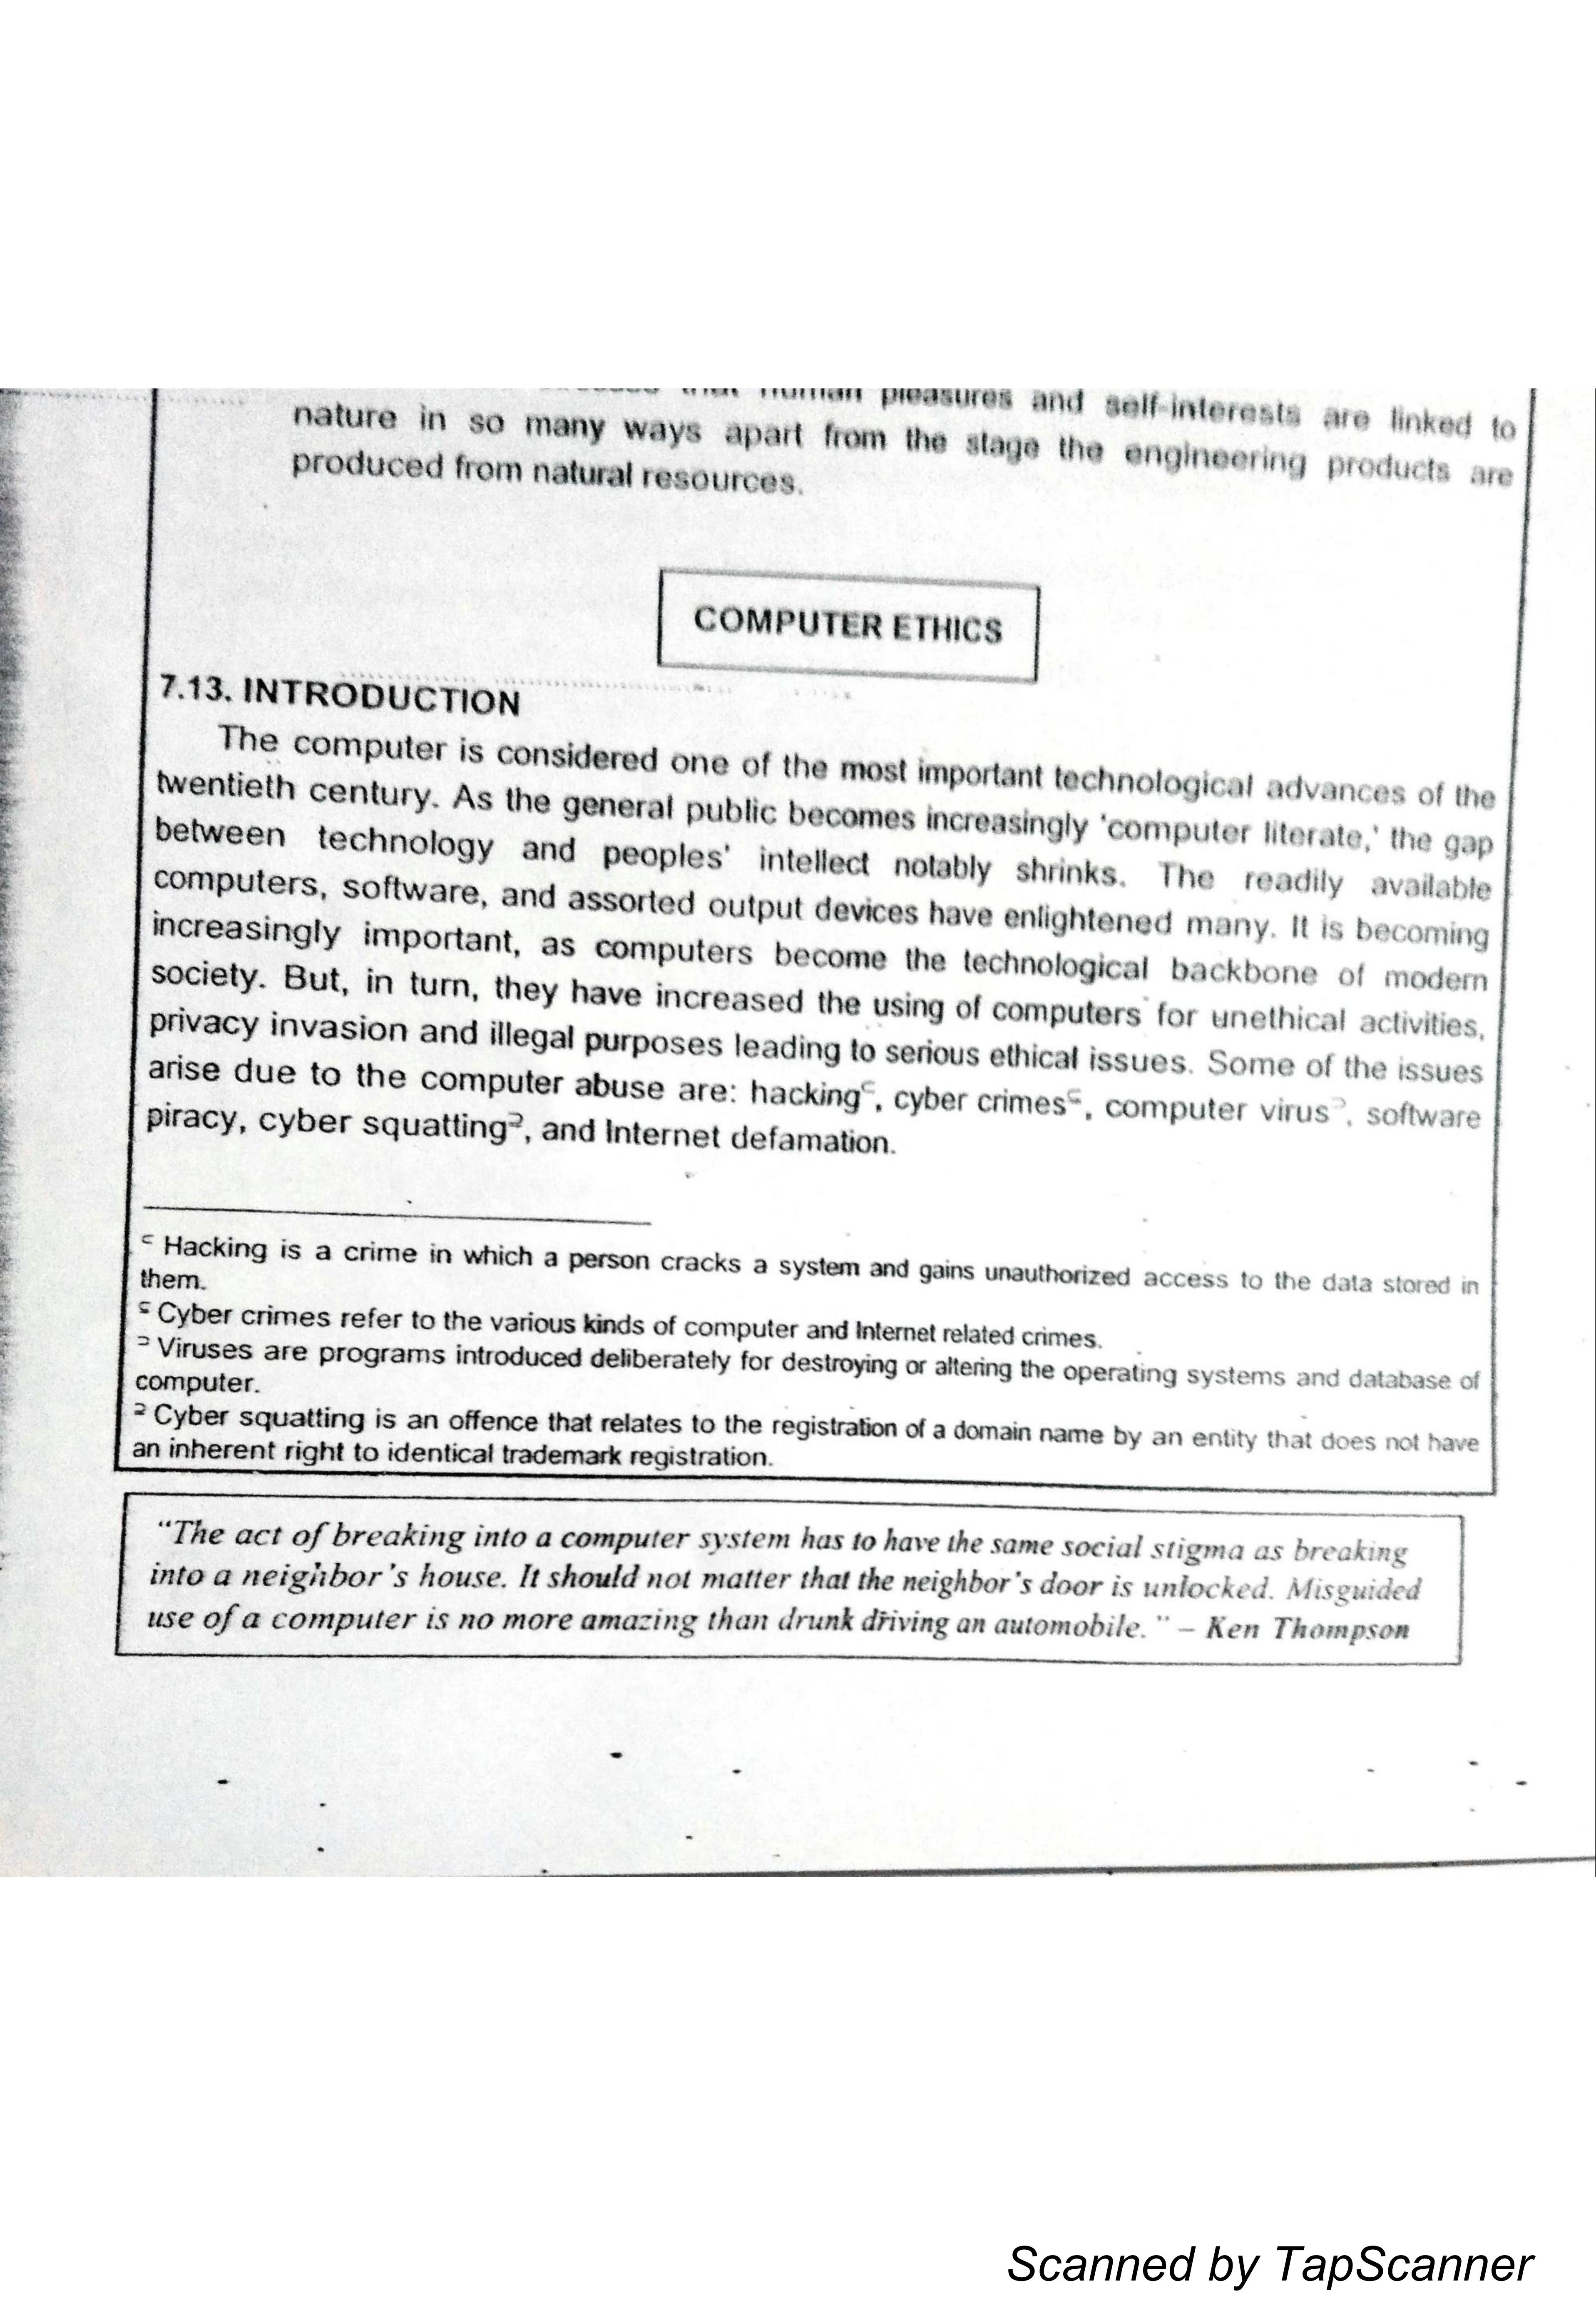 that human pleasures and self-interests are linked to
nature in so many ways apart from the stage the engineering products are
produced from natural resources.
COMPUTER ETHICS
7.13. INTRODUCTION
The computer is considered one of the most important technological advances of the
twentieth century. As the general public becomes increasingly 'computer literate,' the gap
between technology and peoples' intellect notably shrinks. The readily available
computers, software, and assorted output devices have enlightened many. It is becoming
increasingly important, as computers become the technological backbone of modern
society. But, in turn, they have increased the using of computers for unethical activities,
privacy invasion and illegal purposes leading to serious ethical issues. Some of the issues
arise due to the computer abuse are: hacking, cyber crimes, computer virus, software
piracy, cyber squatting, and Internet defamation.
Hacking is a crime in which a person cracks a system and gains unauthorized access to the data stored in
them.
Cyber crimes refer to the various kinds of computer and Internet related crimes.
Viruses are programs introduced deliberately for destroying or altering the operating systems and database of
computer.
Cyber squatting is an offence that relates to the registration of a domain name by an entity that does not have
an inherent right to identical trademark registration.
"The act of breaking into a computer system has to have the same social stigma as breaking
into a neighbor's house. It should not matter that the neighbor's door is unlocked. Misguided
use of a computer is no more amazing than drunk driving an automobile." – Ken Thompson
Scanned by TapScanner